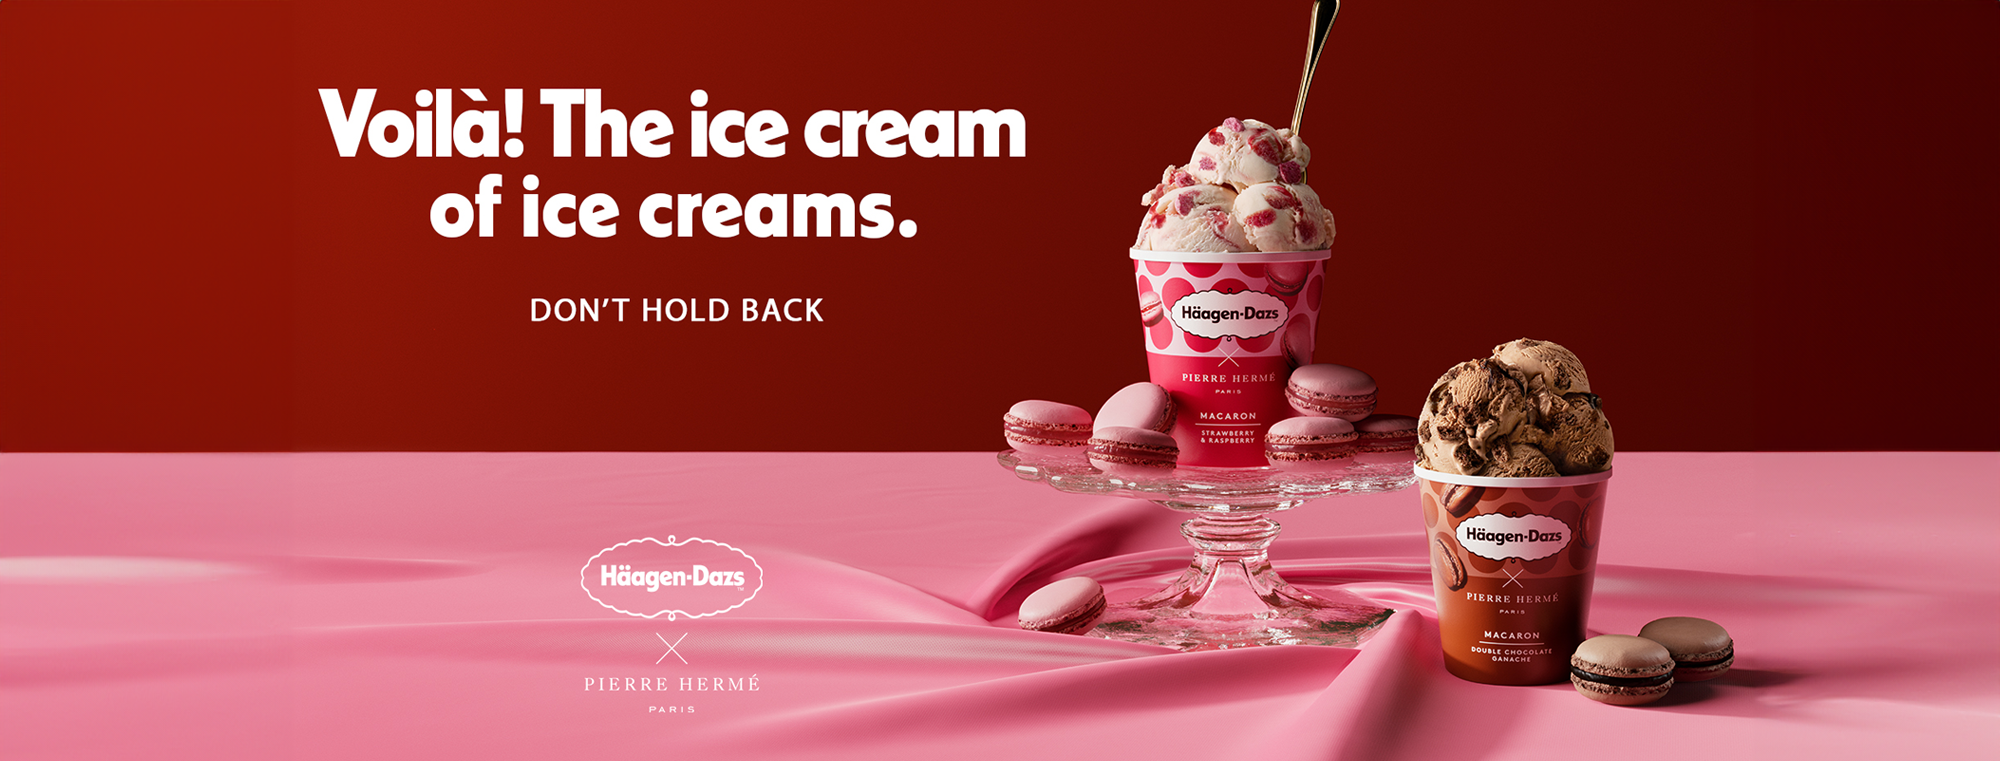 Voilà! The ice cream
of ice creams.
DON'T HOLD BACK
Häagen-Dazs
PIERRE HERMÉ
PARIS
MACARON
STRAWBERRY
& RASPBERRY
Häagen-Dazs
PIERRE HERMÉ
PARIS
MACARON
DOUBLE CHOCOLATE
GANACHE
Häagen-Dazs
TM
PIERRE HERMÉ
PARIS